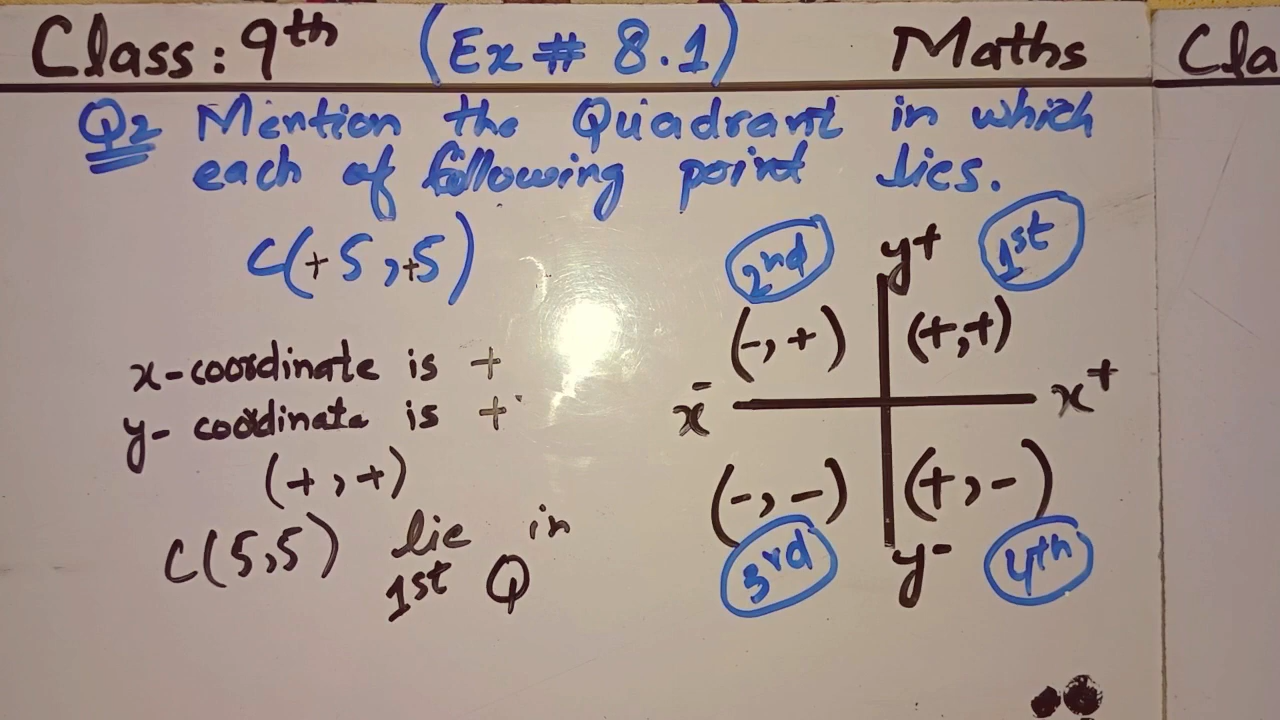 Class: 9th (Ex # 8.1) Maths
Cla
Q2 Mention the Quadrant in which
each of following point lies.
C(+5,+5)
x-coordinate is +
y-coordinate is +
(+,+)
C(5,5) lie in
1st Q
2nd y+ 1st
(-,+) (+,+)
x- x+
(-,-) (+,-)
3rd y- 4th